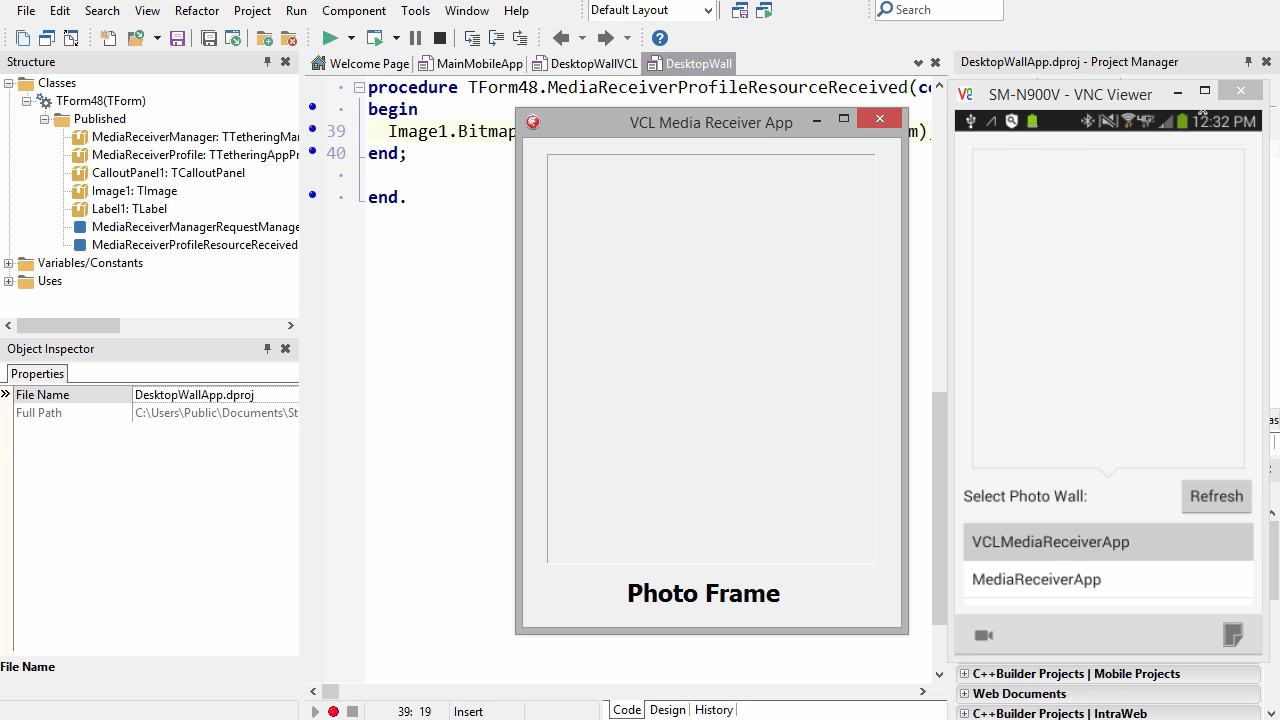 File Edit Search View Refactor Project Run Component Tools Window Help
Default Layout
Search
Structure
Welcome Page
MainMobileApp
DesktopWallVCL
DesktopWall
DesktopWallApp.dproj - Project Manager
Classes
TForm48(TForm)
Published
MediaReceiverManager: TTetheringMar
MediaReceiverProfile: TTetheringAppPr
CalloutPanel1: TCalloutPanel
Image1: TImage
Label1: TLabel
MediaReceiverManagerRequestManage
MediaReceiverProfileResourceReceived
Variables/Constants
Uses
procedure TForm48.MediaReceiverProfileResourceReceived(co
begin
39 Image1.Bitmap
m)
40 end;
end.
VCL Media Receiver App
Photo Frame
SM-N900V - VNC Viewer
4G
12:32 PM
Select Photo Wall:
Refresh
VCLMediaReceiverApp
MediaReceiverApp
Object Inspector
Properties
File Name DesktopWallApp.dproj
Full Path C:\Users\Public\Documents\St
File Name
C++Builder Projects | Mobile Projects
Web Documents
C++Builder Projects | IntraWeb
39: 19
Insert
Code Design History